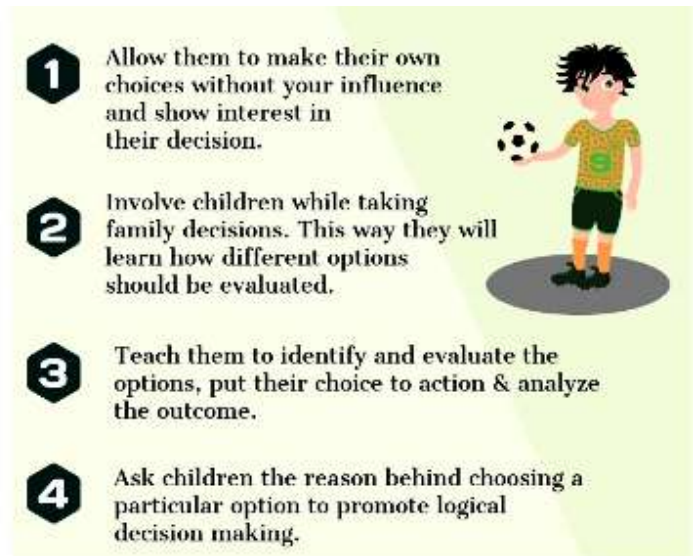 1
Allow them to make their own
choices without your influence
and show interest in
their decision.
2
Involve children while taking
family decisions. This way they will
learn how different options
should be evaluated.
3
Teach them to identify and evaluate the
options, put their choice to action & analyze
the outcome.
4
Ask children the reason behind choosing a
particular option to promote logical
decision making.
9